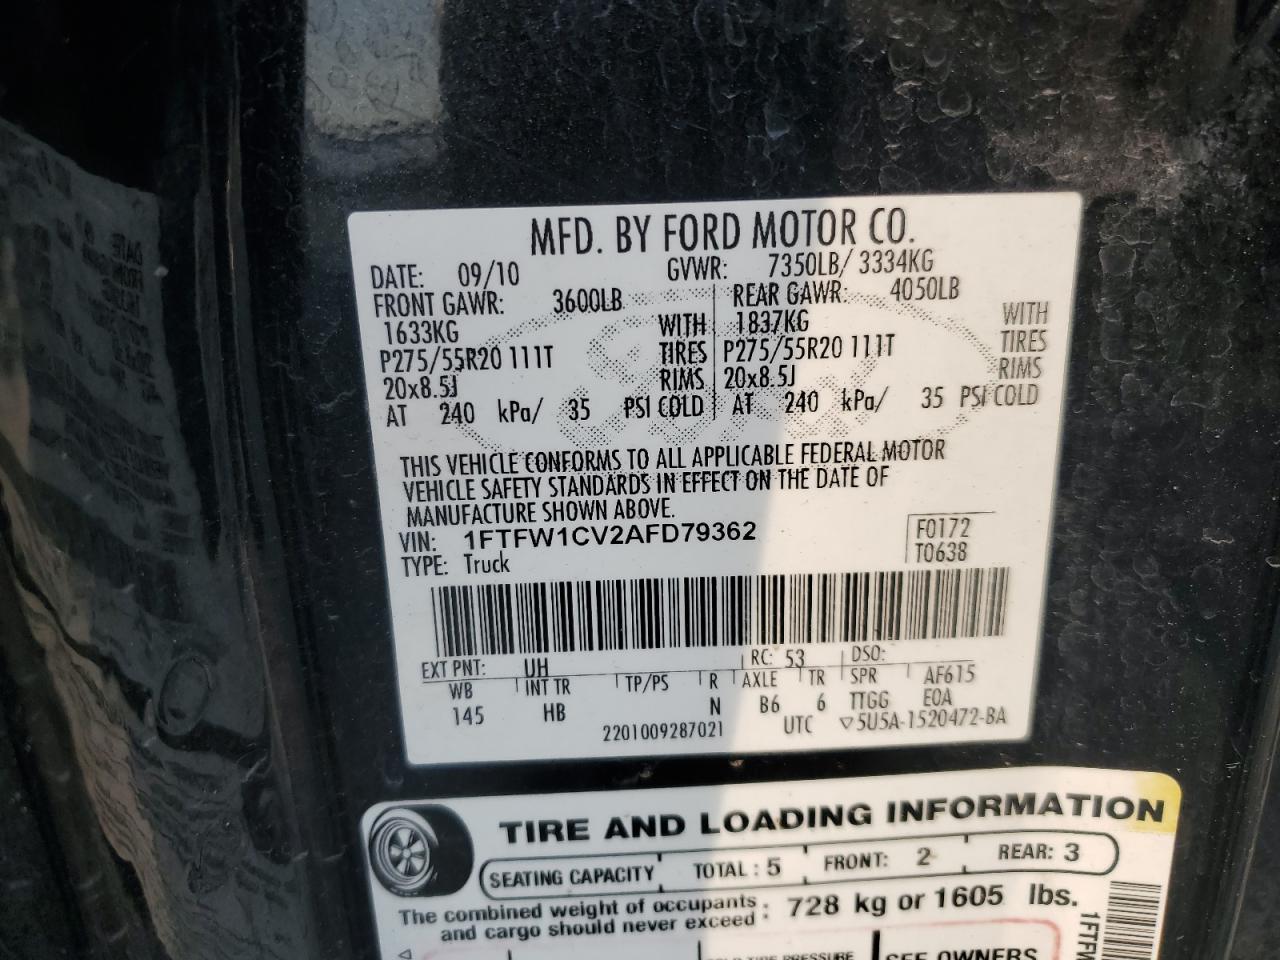 MFD. BY FORD MOTOR CO.
DATE: 09/10 GVWR: 7350LB/ 3334KG
FRONT GAWR: 3600LB REAR GAWR: 4050LB
1633KG WITH 1837KG WITH
P275/55R20 111T TIRES P275/55R20 111T TIRES
20x8.5J RIMS 20x8.5J RIMS
AT 240 kPa/ 35 PSI COLD AT 240 kPa/ 35 PSI COLD
THIS VEHICLE CONFORMS TO ALL APPLICABLE FEDERAL MOTOR
VEHICLE SAFETY STANDARDS IN EFFECT ON THE DATE OF
MANUFACTURE SHOWN ABOVE.
VIN: 1FTFW1CV2AFD79362 F0172
TYPE: Truck T0638
EXT PNT: UH RC: 53 DSO:
WB INT TR TP/PS R AXLE TR SPR AF615
145 HB N B6 6 TTGG E0A
2201009287021 UTC ▽5U5A-1520472-BA
TIRE AND LOADING INFORMATION
SEATING CAPACITY TOTAL : 5 FRONT: 2 REAR: 3
The combined weight of occupants : 728 kg or 1605 lbs.
and cargo should never exceed
SEE OWNERS
1FTFW